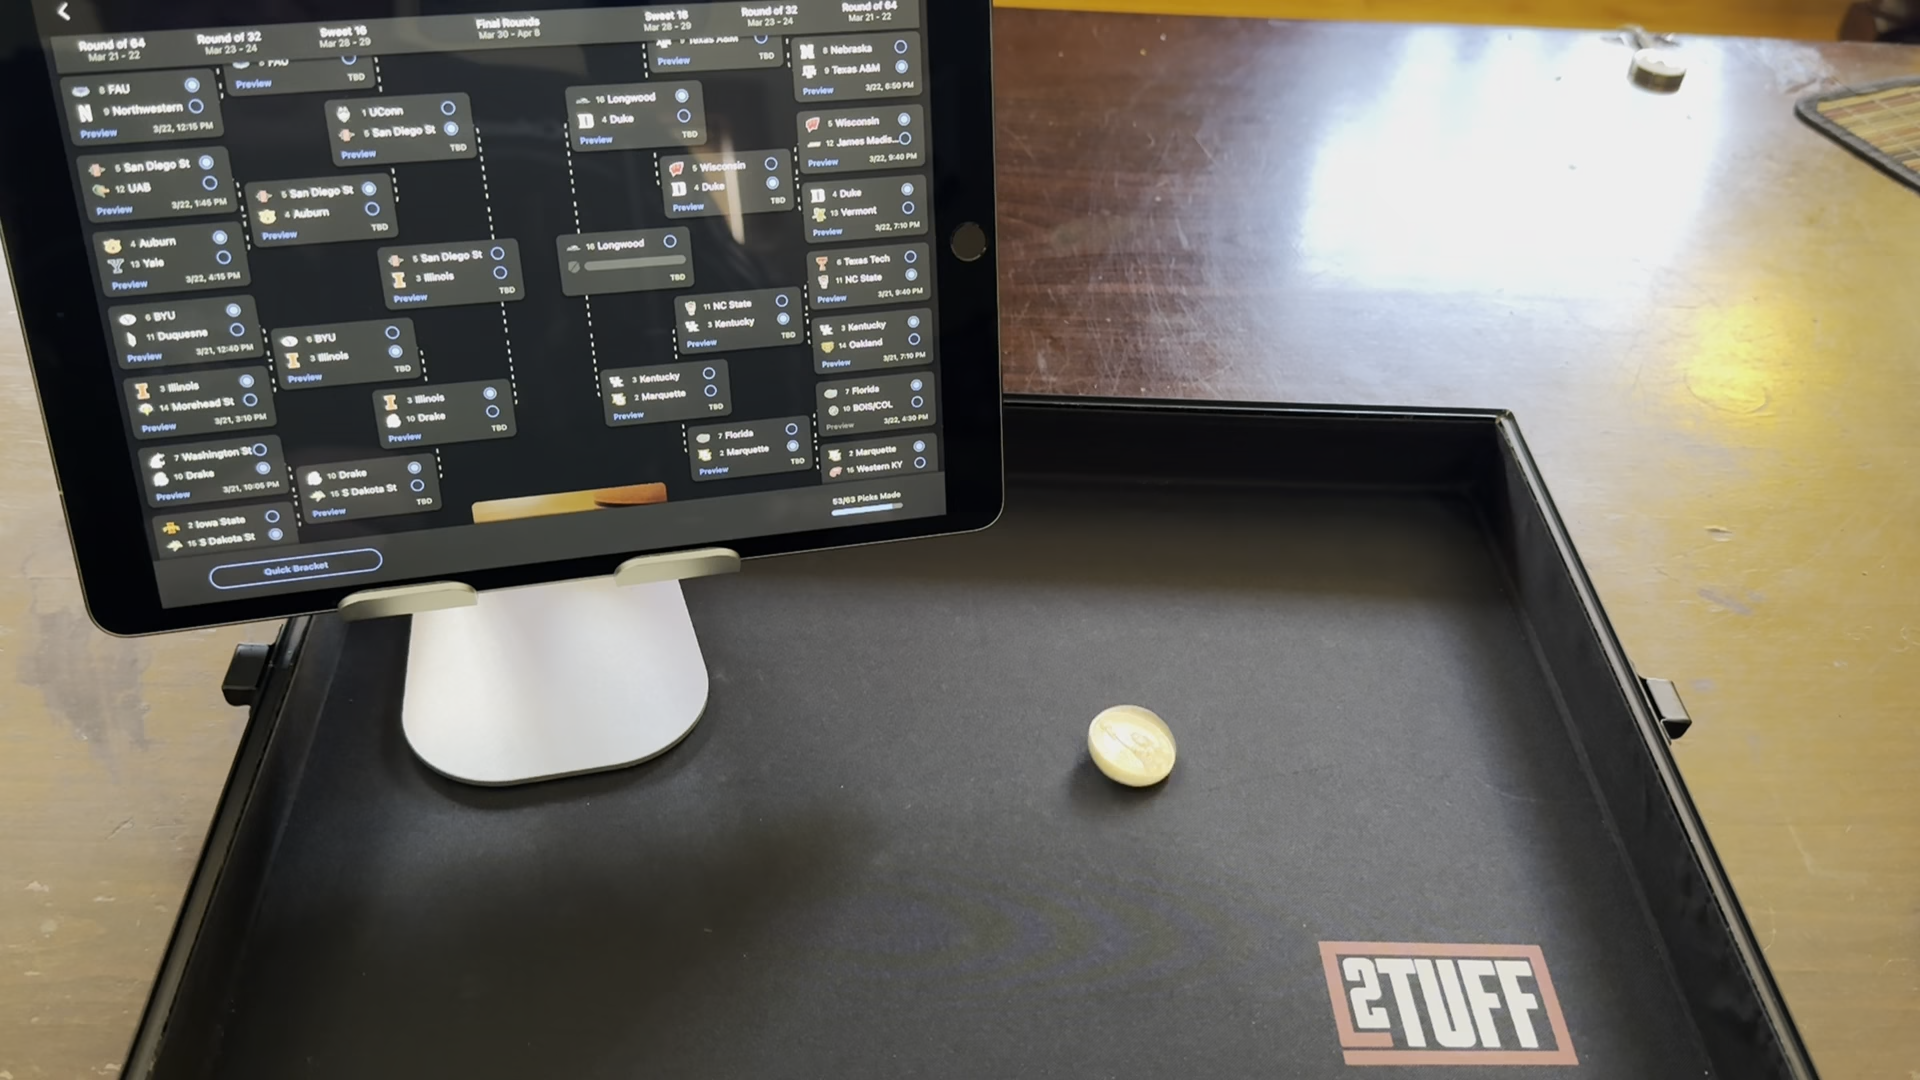 Round of 64
Mar 21 - 22
Round of 32
Mar 23 - 24
Sweet 16
Mar 28 - 29
Final Rounds
Mar 30 - Apr 8
Sweet 16
Mar 28 - 29
Round of 32
Mar 23 - 24
Round of 64
Mar 21 - 22
8 FAU
9 Northwestern
Preview 3/22, 12:15 PM
5 San Diego St
12 UAB
Preview 3/22, 1:45 PM
4 Auburn
13 Yale
Preview 3/22, 4:15 PM
6 BYU
11 Duquesne
Preview 3/21, 12:40 PM
3 Illinois
14 Morehead St
Preview 3/21, 3:10 PM
7 Washington St
10 Drake
Preview 3/21, 10:05 PM
2 Iowa State
15 S Dakota St
8 FAU
Preview TBD
5 San Diego St
4 Auburn
Preview TBD
6 BYU
3 Illinois
Preview TBD
10 Drake
15 S Dakota St
Preview TBD
1 UConn
5 San Diego St
Preview TBD
3 Illinois
10 Drake
Preview TBD
5 San Diego St
3 Illinois
Preview TBD
16 Longwood
TBD
16 Longwood
4 Duke
Preview TBD
3 Kentucky
2 Marquette
Preview TBD
9 Texas A&M
Preview TBD
5 Wisconsin
4 Duke
Preview TBD
11 NC State
3 Kentucky
Preview TBD
7 Florida
2 Marquette
Preview TBD
8 Nebraska
9 Texas A&M
Preview 3/22, 6:50 PM
5 Wisconsin
12 James Madis...
Preview 3/22, 9:40 PM
4 Duke
13 Vermont
Preview 3/22, 7:10 PM
6 Texas Tech
11 NC State
Preview 3/21, 9:40 PM
3 Kentucky
14 Oakland
Preview 3/21, 7:10 PM
7 Florida
10 BOIS/COL
Preview 3/22, 4:30 PM
2 Marquette
15 Western KY
53/63 Picks Made
Quick Bracket
2TUFF